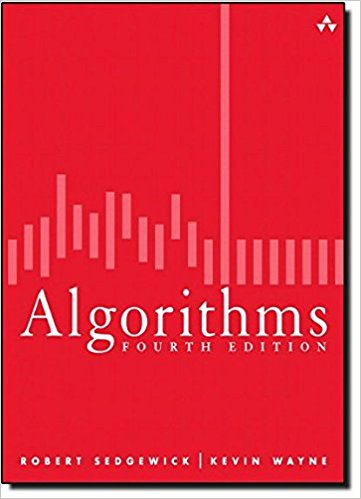 Algorithms
FOURTH EDITION
ROBERT SEDGEWICK | KEVIN WAYNE